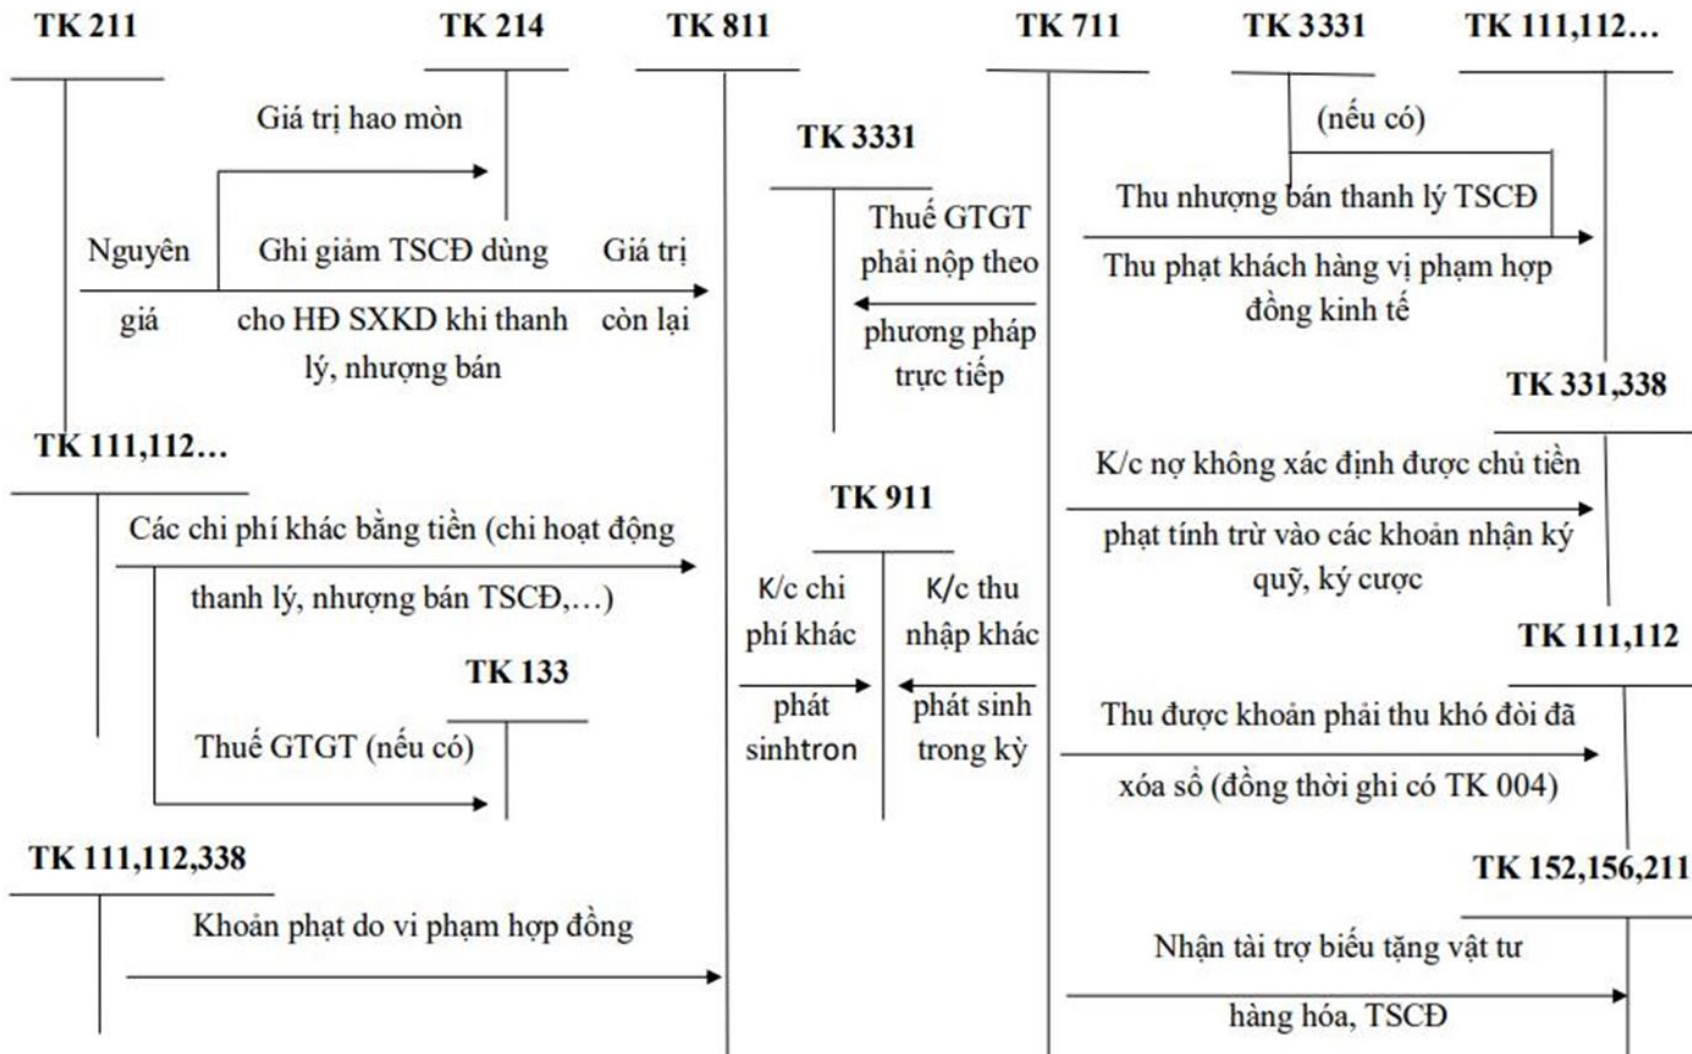 TK 211
TK 214
TK 811
TK 711
TK 3331
TK 111,112...
Giá trị hao mòn
Nguyên
giá
Ghi giảm TSCĐ dùng
cho HĐ SXKD khi thanh
lý, nhượng bán
Giá trị
còn lại
TK 3331
Thuế GTGT
phải nộp theo
phương pháp
trực tiếp
(nếu có)
Thu nhượng bán thanh lý TSCĐ
Thu phạt khách hàng vị phạm hợp
đồng kinh tế
TK 331,338
K/c nợ không xác định được chủ tiền
phạt tính trừ vào các khoản nhận ký
quỹ, ký cược
TK 111,112...
Các chi phí khác bằng tiền (chi hoạt động
thanh lý, nhượng bán TSCĐ,...)
TK 133
Thuế GTGT (nếu có)
TK 911
K/c chi
phí khác
phát
sinhtron
K/c thu
nhập khác
phát sinh
trong kỳ
TK 111,112
Thu được khoản phải thu khó đòi đã
xóa sổ (đồng thời ghi có TK 004)
TK 111,112,338
Khoản phạt do vi phạm hợp đồng
TK 152,156,211
Nhận tài trợ biếu tặng vật tư
hàng hóa, TSCĐ